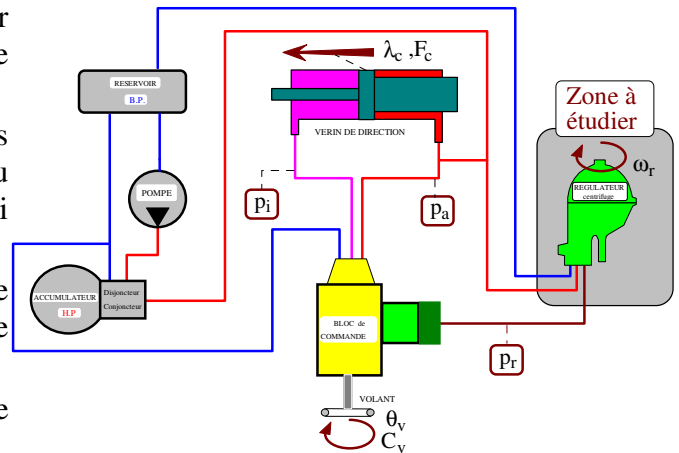 r
e
s
u
i
e
e
e
λc ,Fc
RESERVOIR
B.P.
VERIN DE DIRECTION
Zone à
étudier
ωr
REGULATEUR
centrifuge
POMPE
pi
pa
ACCUMULATEUR
H.P
Disjoncteur
Conjoncteur
BLOC de
COMMANDE
pr
VOLANT
θv
Cv